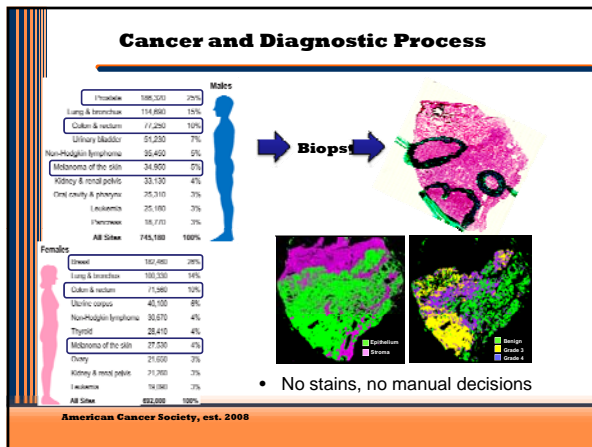 Cancer and Diagnostic Process
Males
Prostate 186,320 25%
Lung & bronchus 114,690 15%
Colon & rectum 77,250 10%
Urinary bladder 51,230 7%
Non-Hodgkin lymphoma 35,450 5%
Melanoma of the skin 34,950 5%
Kidney & renal pelvis 33,130 4%
Oral cavity & pharynx 25,310 3%
Leukemia 25,180 3%
Pancreas 18,770 3%
All Sites 745,180 100%
Females
Breast 182,460 26%
Lung & bronchus 100,330 14%
Colon & rectum 71,560 10%
Uterine corpus 40,100 6%
Non-Hodgkin lymphoma 30,670 4%
Thyroid 28,410 4%
Melanoma of the skin 27,530 4%
Ovary 21,650 3%
Kidney & renal pelvis 21,260 3%
Leukemia 19,090 3%
All Sites 692,000 100%
Biops
Epithelium
Stroma
Benign
Grade 3
Grade 4
• No stains, no manual decisions
American Cancer Society, est. 2008